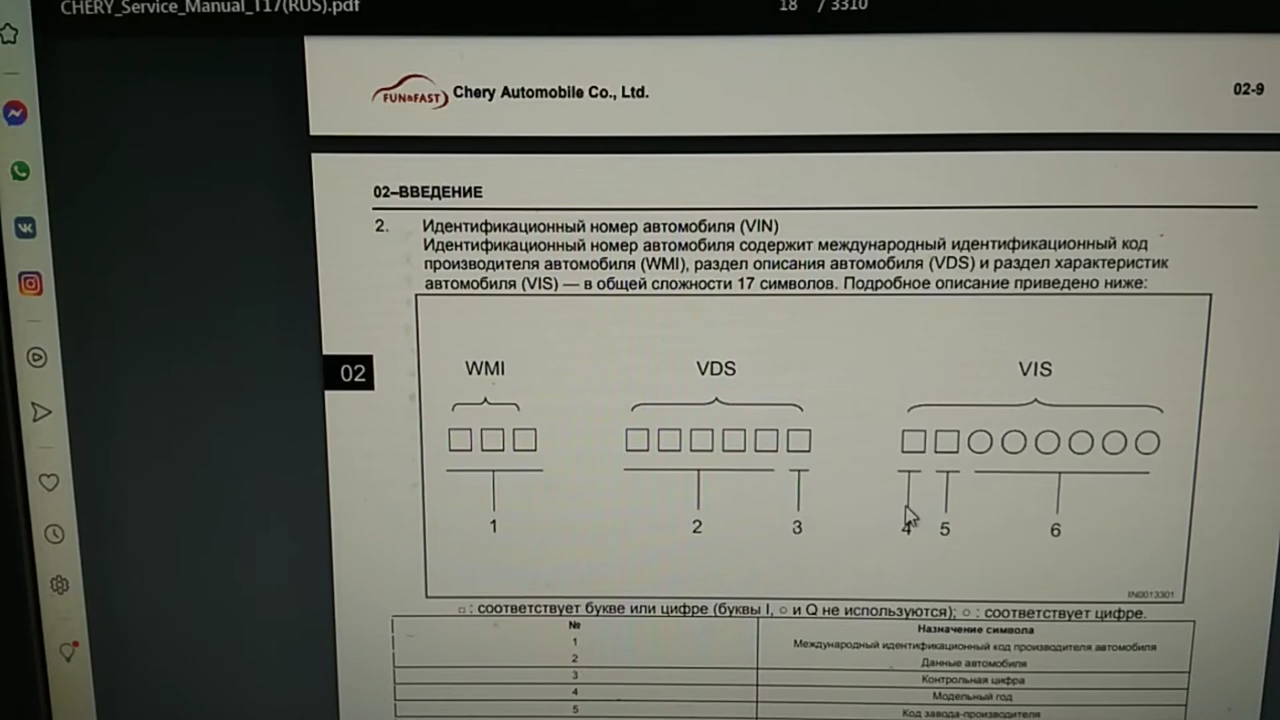 CHERY_Service_Manual_T17(RUS).pdf
18 / 3310
FUN&FAST
Chery Automobile Co., Ltd.
02-9
02–ВВЕДЕНИЕ
2. Идентификационный номер автомобиля (VIN)
Идентификационный номер автомобиля содержит международный идентификационный код
производителя автомобиля (WMI), раздел описания автомобиля (VDS) и раздел характеристик
автомобиля (VIS) — в общей сложности 17 символов. Подробное описание приведено ниже:
02
WMI VDS VIS
□□□ □□□□□□ □□○○○○○○
1 2 3 4 5 6
IN0013301
□ : соответствует букве или цифре (буквы I, ○ и Q не используются); ○ : соответствует цифре.
№ Назначение символа
1 Международный идентификационный код производителя автомобиля
2 Данные автомобиля
3 Контрольная цифра
4 Модельный год
5 Код завода-производителя